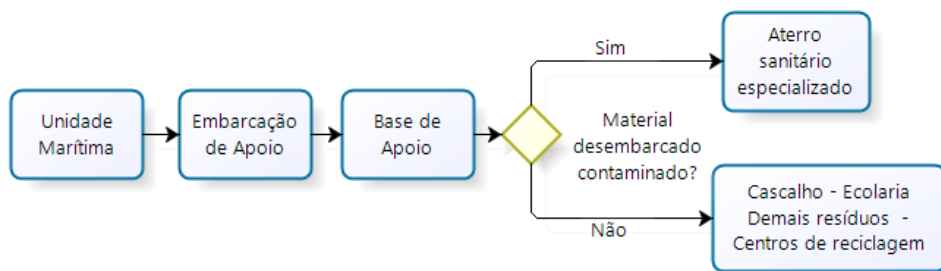 Unidade
Marítima
Embarcação
de Apoio
Base de
Apoio
Sim
Aterro
sanitário
especializado
Material
desembarcado
contaminado?
Não
Cascalho - Ecolaria
Demais resíduos -
Centros de reciclagem